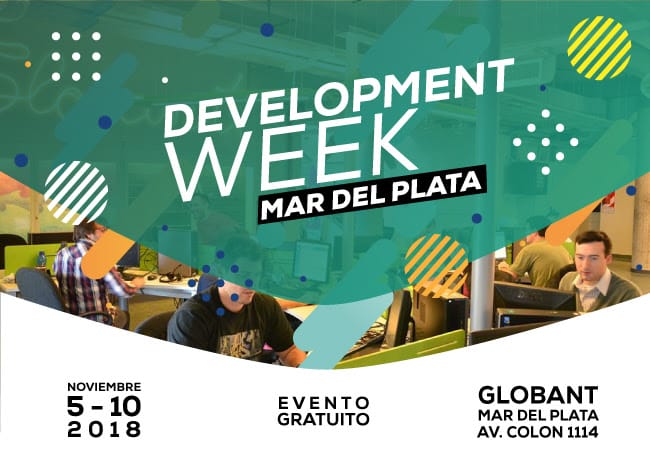 DEVELOPMENT
WEEK
MAR DEL PLATA
NOVIEMBRE
5 - 10
2018
EVENTO
GRATUITO
GLOBANT
MAR DEL PLATA
AV. COLON 1114